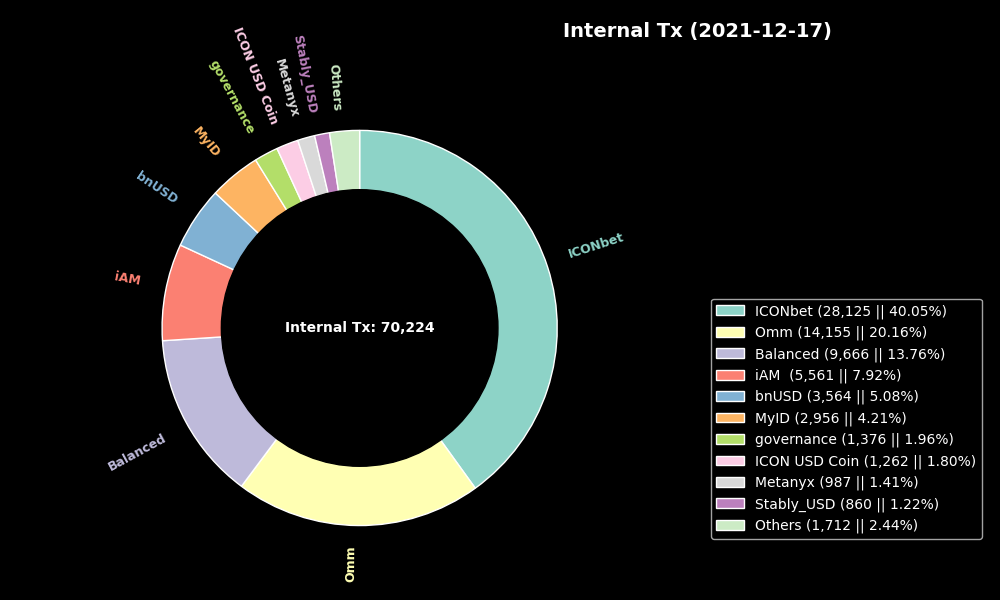 Internal Tx (2021-12-17)
Others
Stably_USD
Metanyx
ICON USD Coin
governance
MyID
bnUSD
iAM
Balanced
Omm
ICONbet
Internal Tx: 70,224
ICONbet (28,125 || 40.05%)
Omm (14,155 || 20.16%)
Balanced (9,666 || 13.76%)
iAM  (5,561 || 7.92%)
bnUSD (3,564 || 5.08%)
MyID (2,956 || 4.21%)
governance (1,376 || 1.96%)
ICON USD Coin (1,262 || 1.80%)
Metanyx (987 || 1.41%)
Stably_USD (860 || 1.22%)
Others (1,712 || 2.44%)